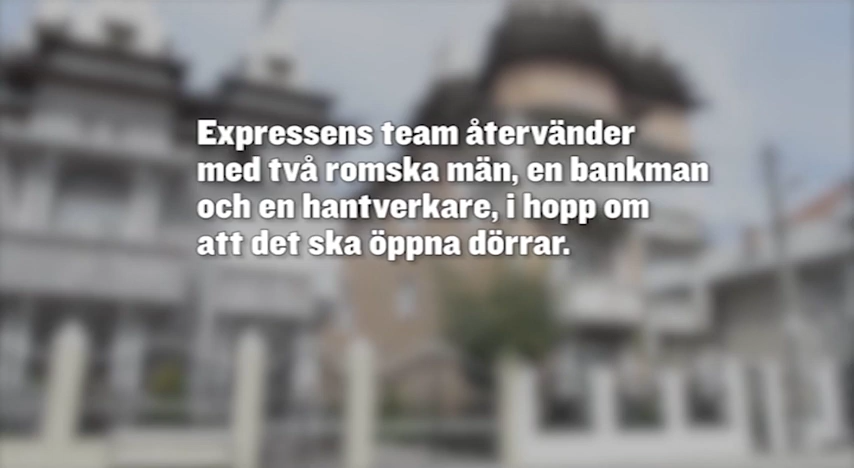 Expressens team återvänder
med två romska män, en bankman
och en hantverkare, i hopp om
att det ska öppna dörrar.